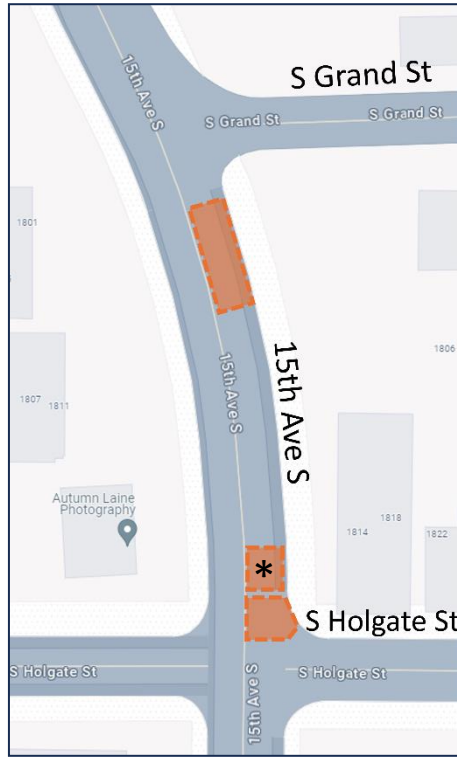 15th Ave S
S Grand St
S Grand St
S Grand St
1801
1806
15th Ave S
15th Ave S
1807
1811
Autumn Laine
Photography
1814
1818
1822
*
S Holgate St
S Holgate St
S Holgate St
15th Ave S